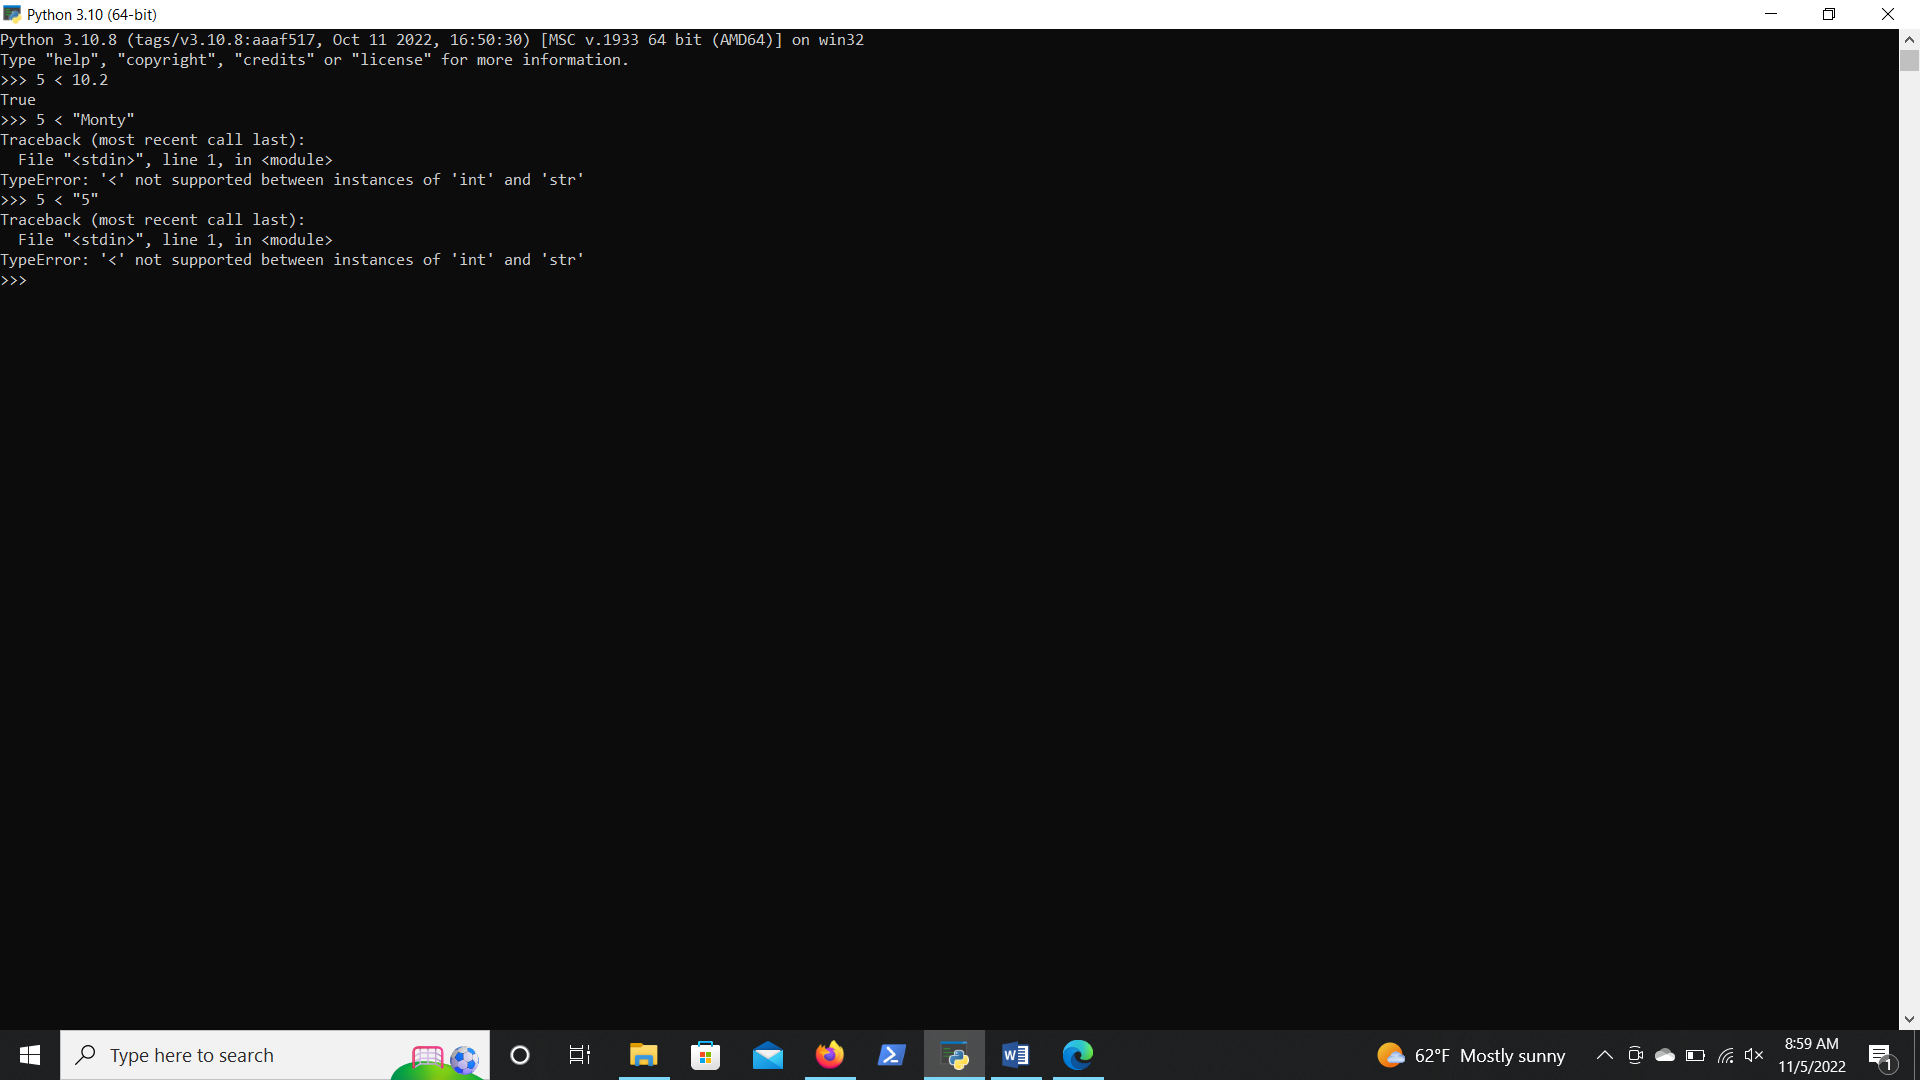 Python 3.10 (64-bit)
Python 3.10.8 (tags/v3.10.8:aaaf517, Oct 11 2022, 16:50:30) [MSC v.1933 64 bit (AMD64)] on win32
Type "help", "copyright", "credits" or "license" for more information.
>>> 5 < 10.2
True
>>> 5 < "Monty"
Traceback (most recent call last):
  File "<stdin>", line 1, in <module>
TypeError: '<' not supported between instances of 'int' and 'str'
>>> 5 < "5"
Traceback (most recent call last):
  File "<stdin>", line 1, in <module>
TypeError: '<' not supported between instances of 'int' and 'str'
>>>
Type here to search
W
62°F Mostly sunny
8:59 AM
11/5/2022
1